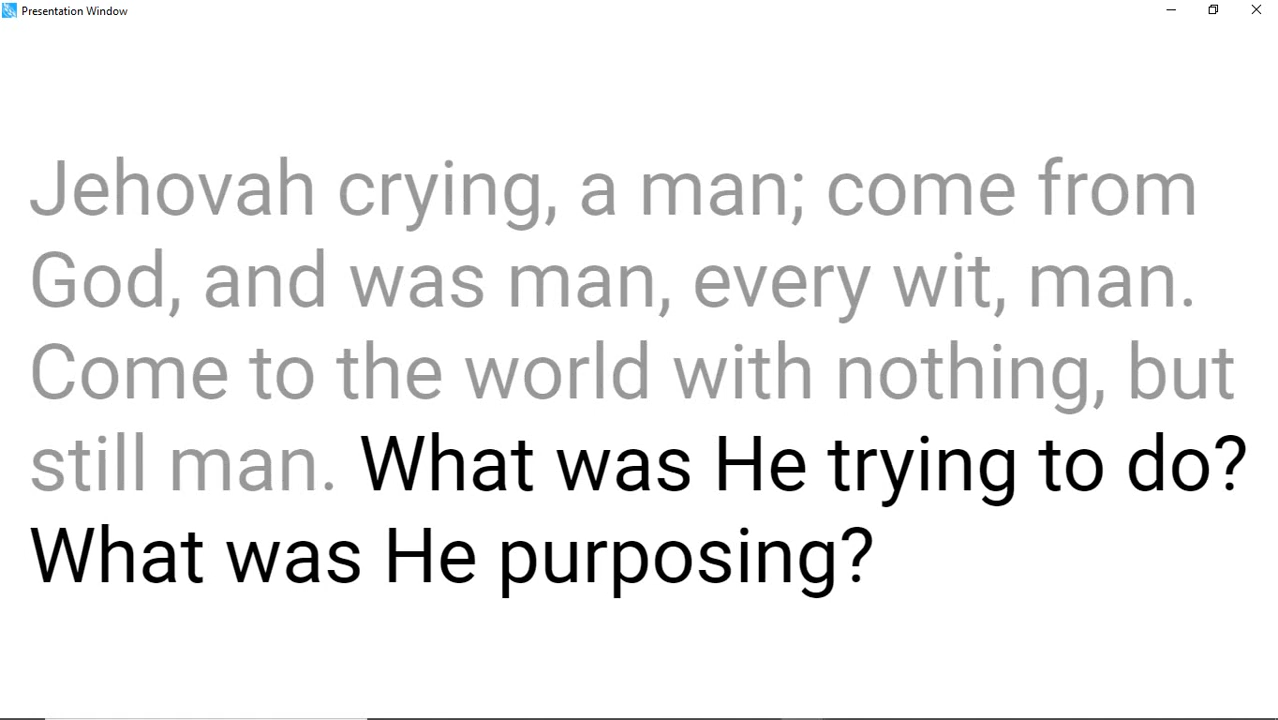 Presentation Window
Jehovah crying, a man; come from
God, and was man, every wit, man.
Come to the world with nothing, but
still man. What was He trying to do?
What was He purposing?